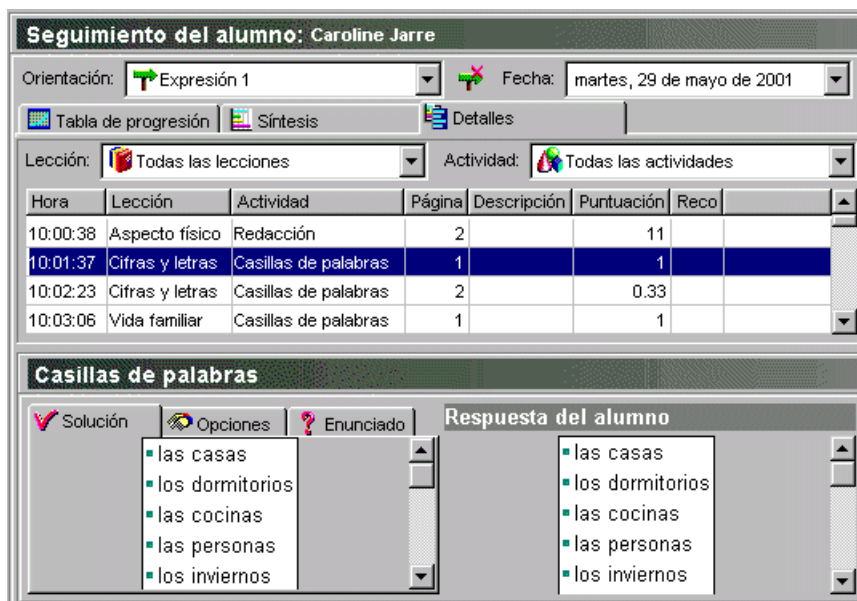 Seguimiento del alumno: Caroline Jarre
Orientación: Expresión 1 Fecha: martes, 29 de mayo de 2001
Tabla de progresión Síntesis Detalles
Lección: Todas las lecciones Actividad: Todas las actividades
Hora Lección Actividad Página Descripción Puntuación Reco
10:00:38 Aspecto físico Redacción 2 11
10:01:37 Cifras y letras Casillas de palabras 1 1
10:02:23 Cifras y letras Casillas de palabras 2 0.33
10:03:06 Vida familiar Casillas de palabras 1 1
Casillas de palabras
Solución Opciones Enunciado Respuesta del alumno
las casas las casas
los dormitorios los dormitorios
las cocinas las cocinas
las personas las personas
los inviernos los inviernos